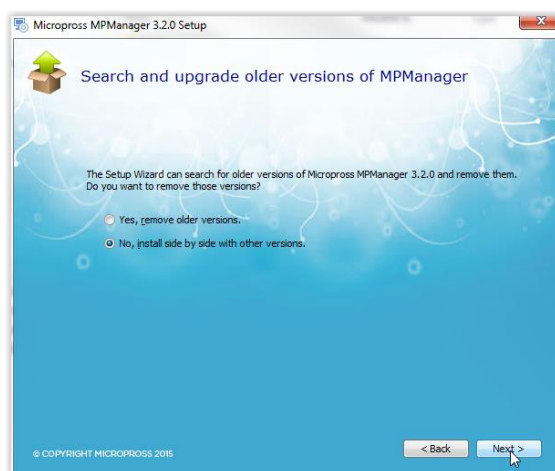 Micropross MPManager 3.2.0 Setup
Search and upgrade older versions of MPManager
The Setup Wizard can search for older versions of Micropross MPManager 3.2.0 and remove them.
Do you want to remove those versions?
Yes, remove older versions.
No, install side by side with other versions.
< Back
Next >
© COPYRIGHT MICROPROSS 2015